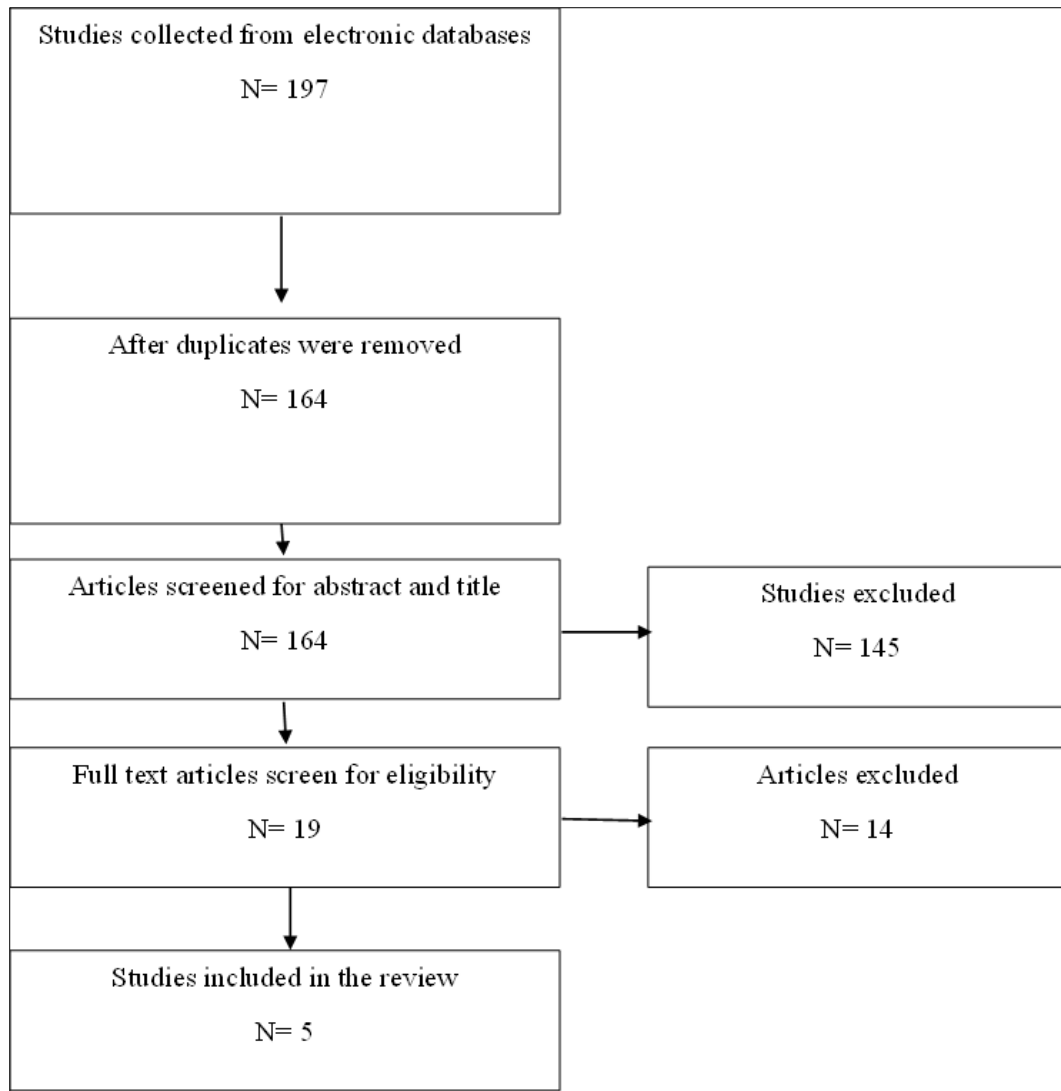 Studies collected from electronic databases
N= 197
After duplicates were removed
N= 164
Articles screened for abstract and title
N= 164
Studies excluded
N= 145
Full text articles screen for eligibility
N= 19
Articles excluded
N= 14
Studies included in the review
N= 5